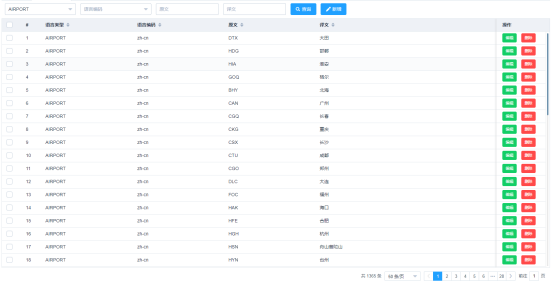 AIRPORT 语言编码 原文 译文 查询 新增
# 语言类型 语言编码 原文 译文 操作
1 AIRPORT zh-cn DTX 大田 编辑 删除
2 AIRPORT zh-cn HDG 邯郸 编辑 删除
3 AIRPORT zh-cn HIA 淮安 编辑 删除
4 AIRPORT zh-cn GOQ 格尔 编辑 删除
5 AIRPORT zh-cn BHY 北海 编辑 删除
6 AIRPORT zh-cn CAN 广州 编辑 删除
7 AIRPORT zh-cn CGQ 长春 编辑 删除
8 AIRPORT zh-cn CKG 重庆 编辑 删除
9 AIRPORT zh-cn CSX 长沙 编辑 删除
10 AIRPORT zh-cn CTU 成都 编辑 删除
11 AIRPORT zh-cn CGO 郑州 编辑 删除
12 AIRPORT zh-cn DLC 大连 编辑 删除
13 AIRPORT zh-cn FOC 福州 编辑 删除
14 AIRPORT zh-cn HAK 海口 编辑 删除
15 AIRPORT zh-cn HFE 合肥 编辑 删除
16 AIRPORT zh-cn HGH 杭州 编辑 删除
17 AIRPORT zh-cn HSN 舟山 编辑 删除
18 AIRPORT zh-cn HYN 台州 编辑 删除
共 1366 条 50 条/页 1 2 3 4 5 6 28 前往 1 页